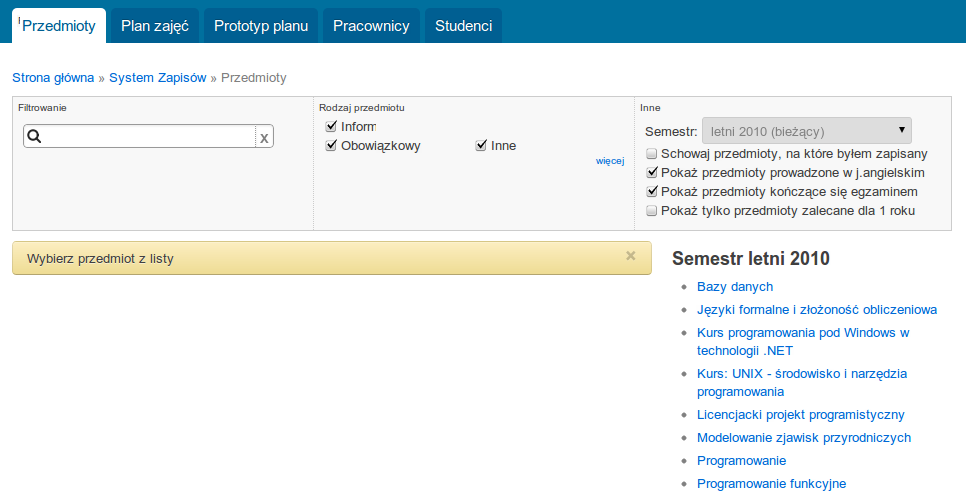 Przedmioty Plan zajęć Prototyp planu Pracownicy Studenci
Strona główna » System Zapisów » Przedmioty
Filtrowanie
x
Rodzaj przedmiotu
Inform
Obowiązkowy Inne
więcej
Inne
Semestr: letni 2010 (bieżący)
Schowaj przedmioty, na które byłem zapisany
Pokaż przedmioty prowadzone w j.angielskim
Pokaż przedmioty kończące się egzaminem
Pokaż tylko przedmioty zalecane dla 1 roku
Wybierz przedmiot z listy
Semestr letni 2010
Bazy danych
Języki formalne i złożoność obliczeniowa
Kurs programowania pod Windows w
technologii .NET
Kurs: UNIX - środowisko i narzędzia
programowania
Licencjacki projekt programistyczny
Modelowanie zjawisk przyrodniczych
Programowanie
Programowanie funkcyjne